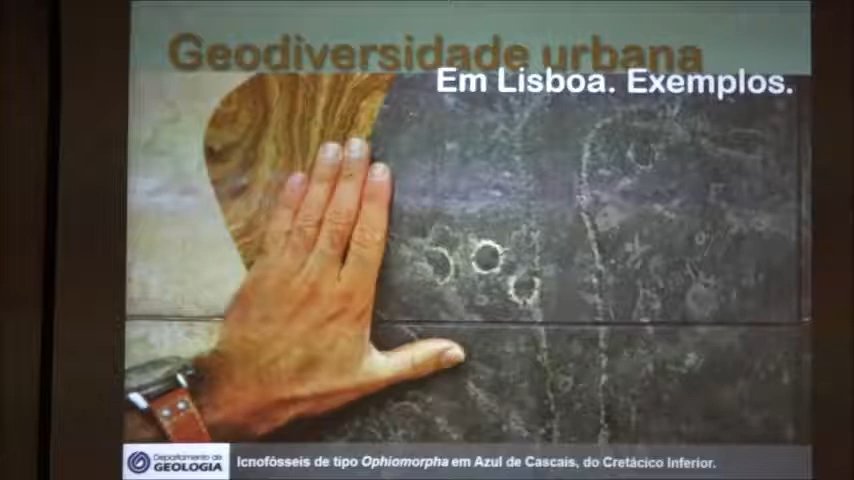 Geodiversidade urbana
Em Lisboa. Exemplos.
Departamento de
GEOLOGIA
Icnofósseis de tipo Ophiomorpha em Azul de Cascais, do Cretácico Inferior.